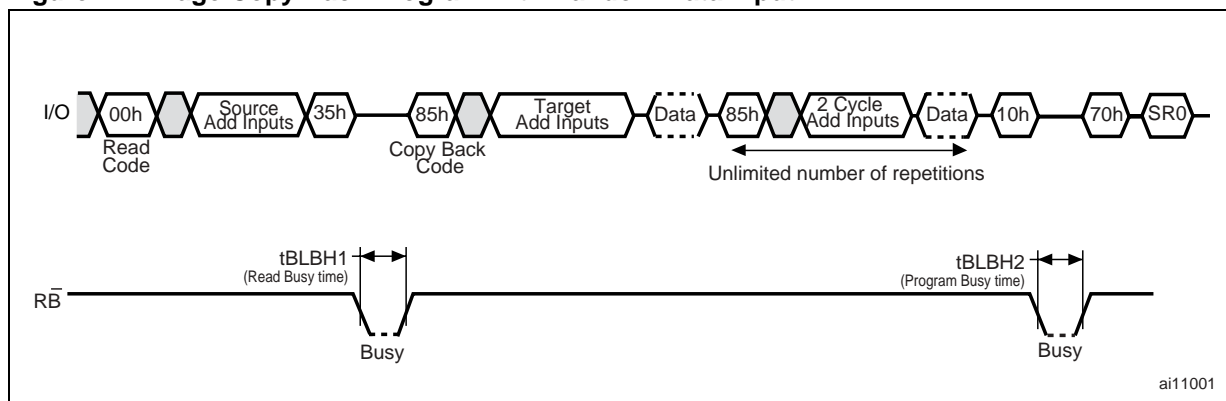 I/O 00h Source Add Inputs 35h 85h Target Add Inputs Data 85h 2 Cycle Add Inputs Data 10h 70h SR0
Read Code
Copy Back Code
Unlimited number of repetitions
tBLBH1
(Read Busy time)
tBLBH2
(Program Busy time)
RB̅
Busy
Busy
ai11001